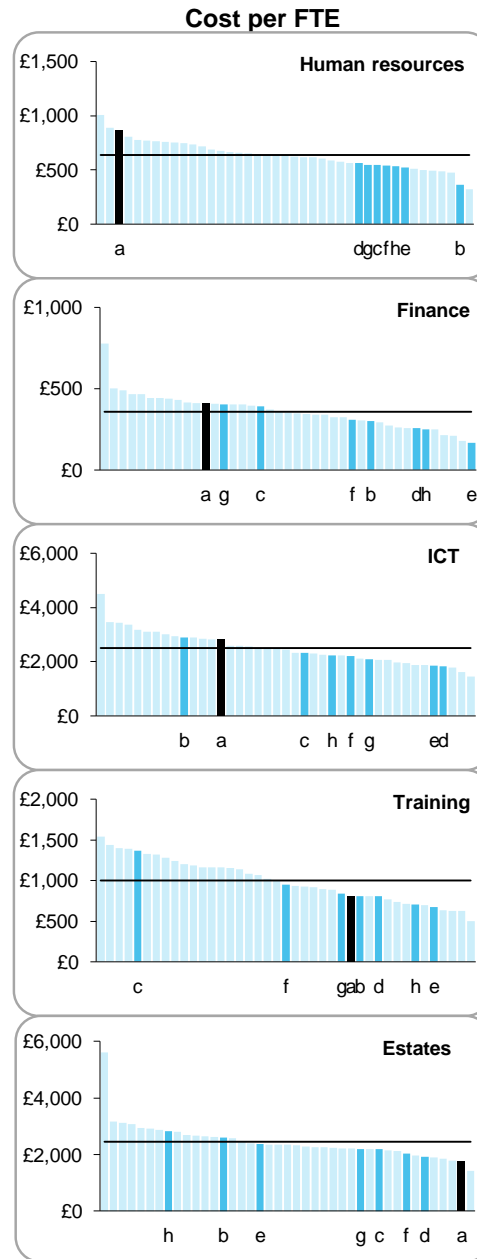 Cost per FTE
Human resources
£1,500
£1,000
£500
£0
a dgcfhe b
Finance
£1,000
£500
£0
a g c f b dh e
ICT
£6,000
£4,000
£2,000
£0
b a c h f g ed
Training
£2,000
£1,500
£1,000
£500
£0
c f gab d h e
Estates
£6,000
£4,000
£2,000
£0
h b e g c f d a